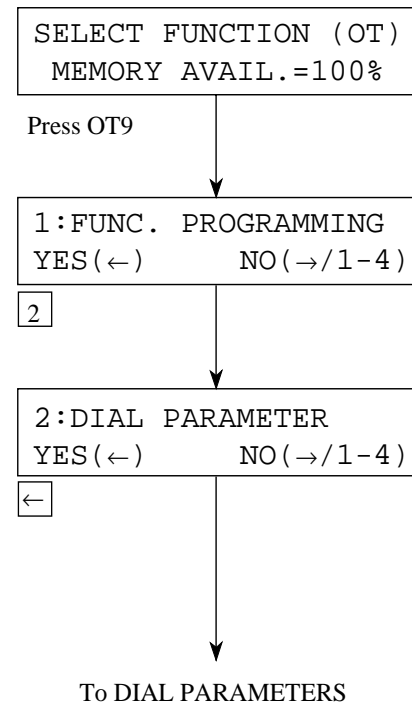 SELECT FUNCTION (OT)
MEMORY AVAIL.=100%
Press OT9
1:FUNC. PROGRAMMING
YES(←) NO(→/1-4)
2
2:DIAL PARAMETER
YES(←) NO(→/1-4)
←
To DIAL PARAMETERS